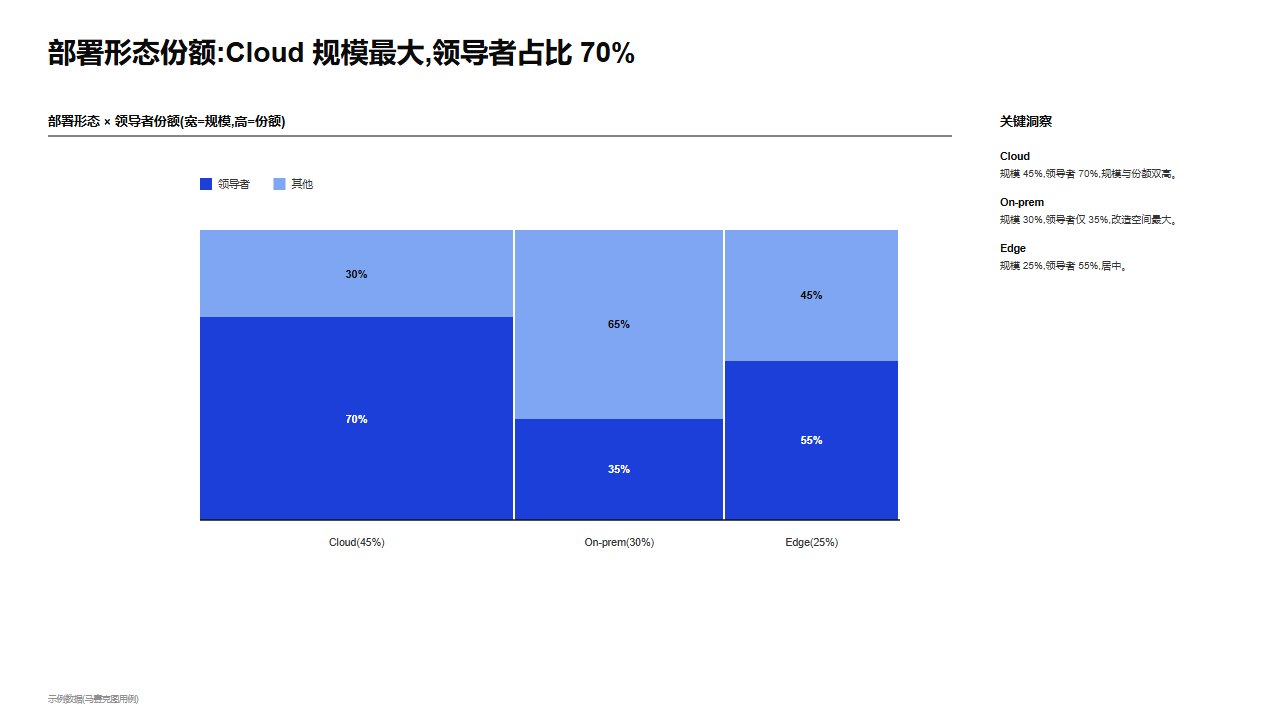 部署形态份额:Cloud 规模最大,领导者占比 70%
部署形态 × 领导者份额(宽=规模,高=份额)
领导者
其他
30%
65%
45%
70%
35%
55%
Cloud(45%)
On-prem(30%)
Edge(25%)
关键洞察
Cloud
规模 45%,领导者 70%,规模与份额双高。
On-prem
规模 30%,领导者仅 35%,改造空间最大。
Edge
规模 25%,领导者 55%,居中。
示例数据(马赛克图用例)